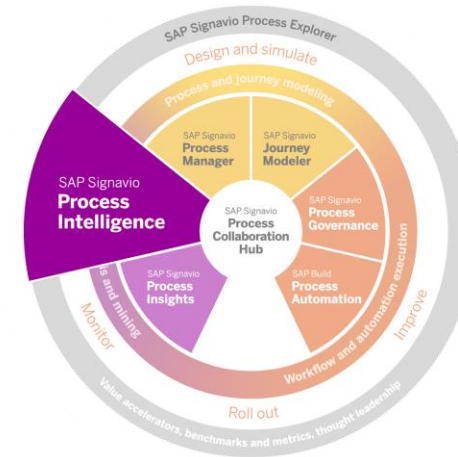 SAP Signavio Process Explorer
Design and simulate
Process and journey modeling
SAP Signavio
Process
Manager
SAP Signavio
Journey
Modeler
SAP Signavio
Process
Intelligence
SAP Signavio
Process
Collaboration
Hub
SAP Signavio
Process
Governance
SAP Signavio
Process
Insights
SAP Build
Process
Automation
and mining
Workflow and automation execution
Monitor
Improve
Roll out
Value accelerators, benchmarks and metrics, thought leadership